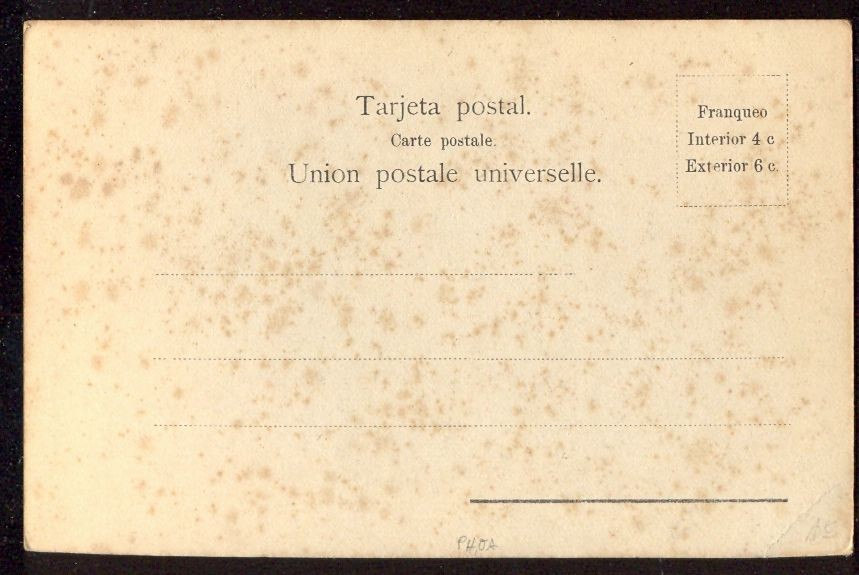 Tarjeta postal.
Carte postale.
Union postale universelle.
Franqueo
Interior 4 c
Exterior 6 c.